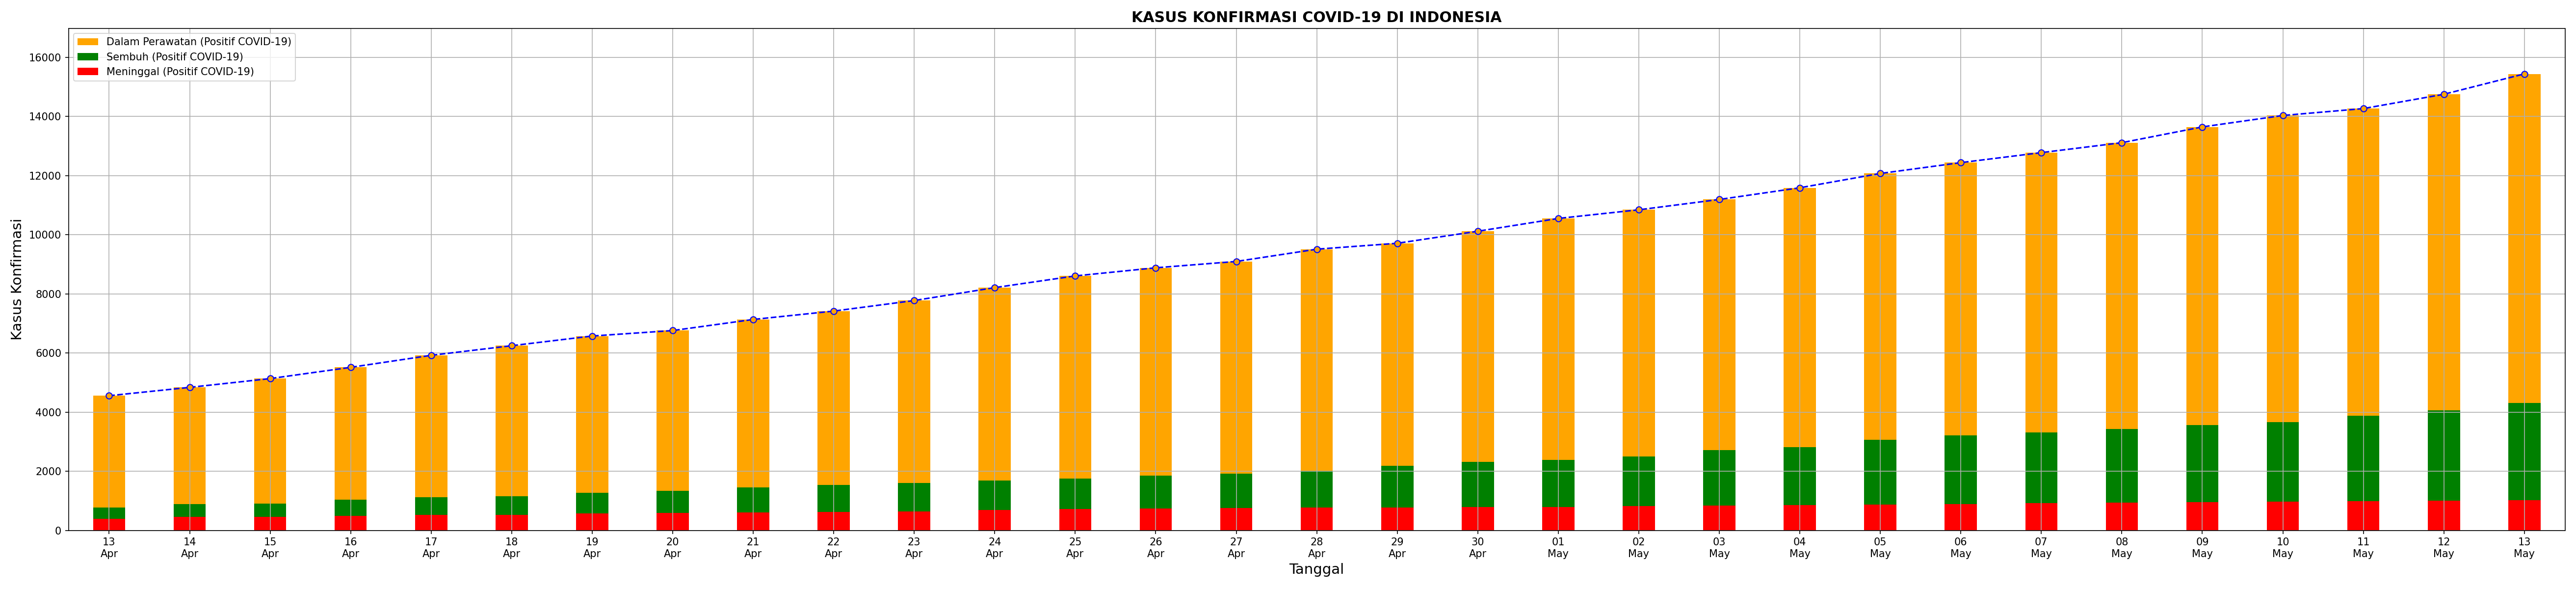 KASUS KONFIRMASI COVID-19 DI INDONESIA
Dalam Perawatan (Positif COVID-19)
Sembuh (Positif COVID-19)
Meninggal (Positif COVID-19)
Kasus Konfirmasi
16000
14000
12000
10000
8000
6000
4000
2000
0
13 14 15 16 17 18 19 20 21 22 23 24 25 26 27 28 29 30 01 02 03 04 05 06 07 08 09 10 11 12 13
Apr Apr Apr Apr Apr Apr Apr Apr Apr Apr Apr Apr Apr Apr Apr Apr Apr Apr May May May May May May May May May May May May May
Tanggal